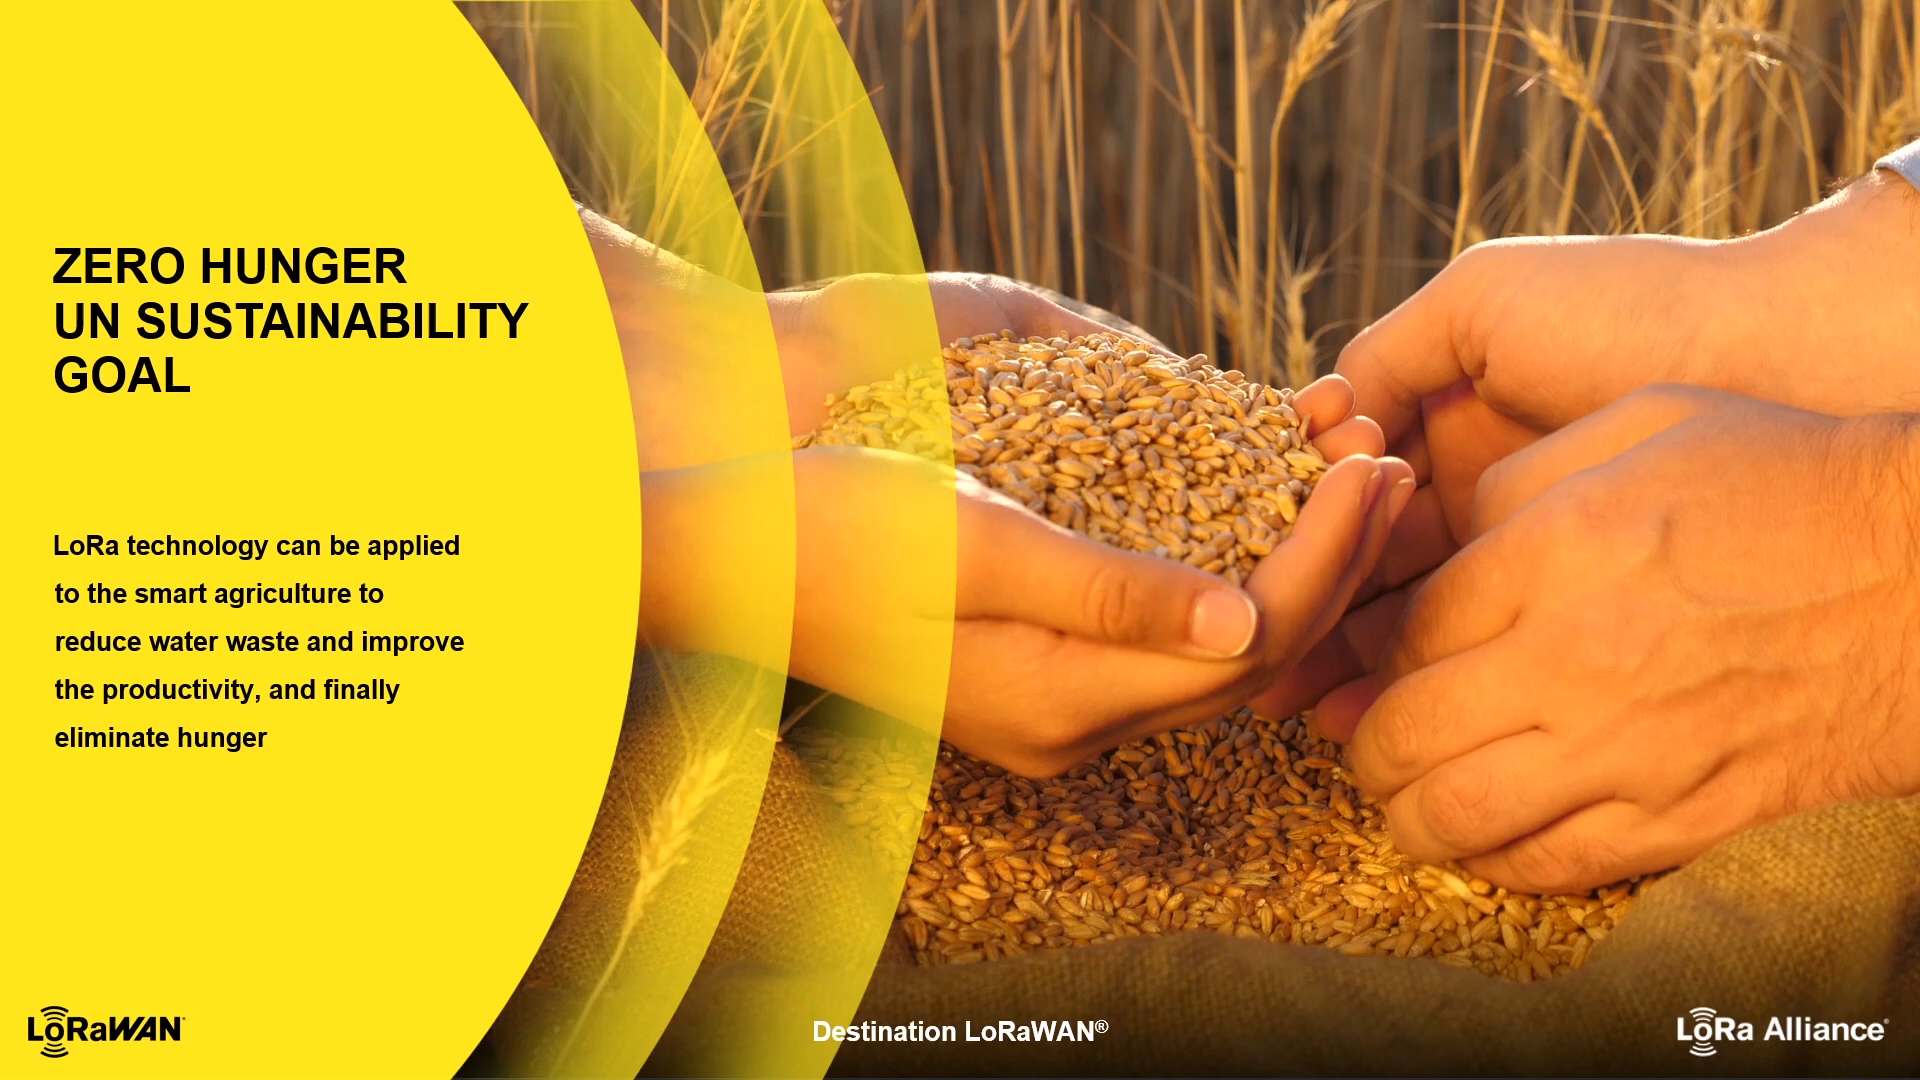 ZERO HUNGER
UN SUSTAINABILITY
GOAL
LoRa technology can be applied
to the smart agriculture to
reduce water waste and improve
the productivity, and finally
eliminate hunger
LoRaWAN®
Destination LoRaWAN®
LoRa Alliance®